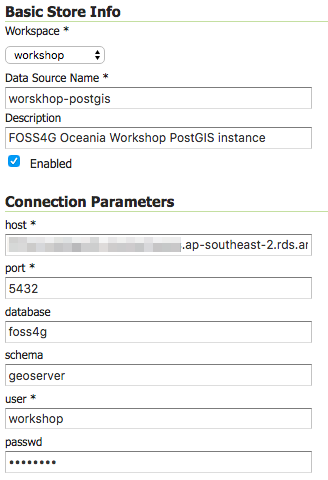 Basic Store Info
Workspace *
workshop
Data Source Name *
worskhop-postgis
Description
FOSS4G Oceania Workshop PostGIS instance
Enabled
Connection Parameters
host *
.ap-southeast-2.rds.ar
port *
5432
database
foss4g
schema
geoserver
user *
workshop
passwd
••••••••